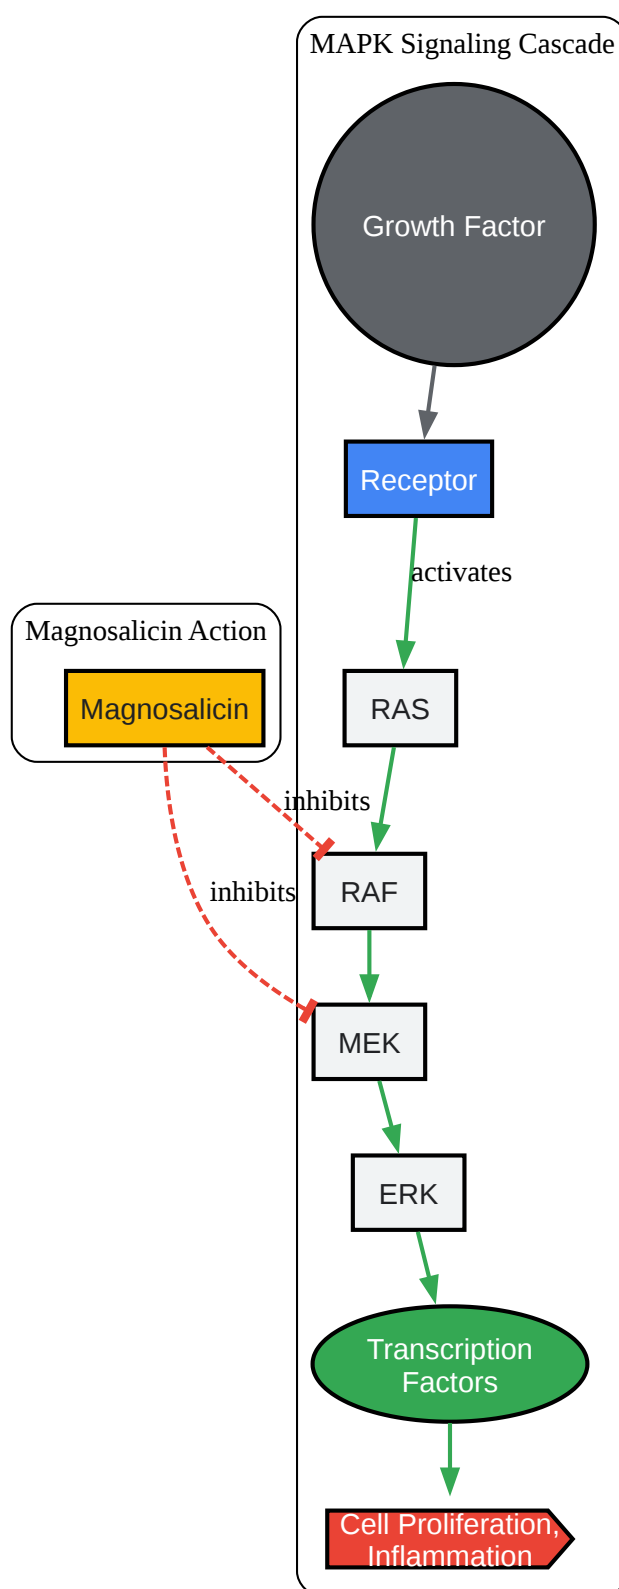 MAPK Signaling Cascade
Growth Factor
Receptor
activates
Magnosalicin Action
Magnosalicin
RAS
inhibits
RAF
inhibits
MEK
ERK
Transcription
Factors
Cell Proliferation,
Inflammation